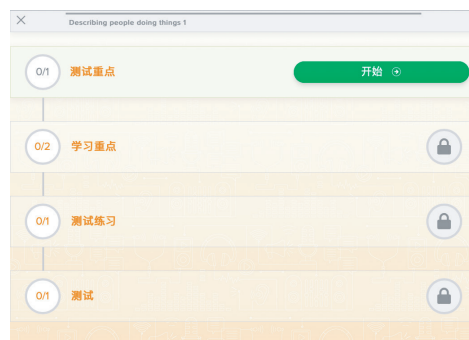 Describing people doing things 1
0/1 测试重点 开始
0/2 学习重点
0/1 测试练习
0/1 测试